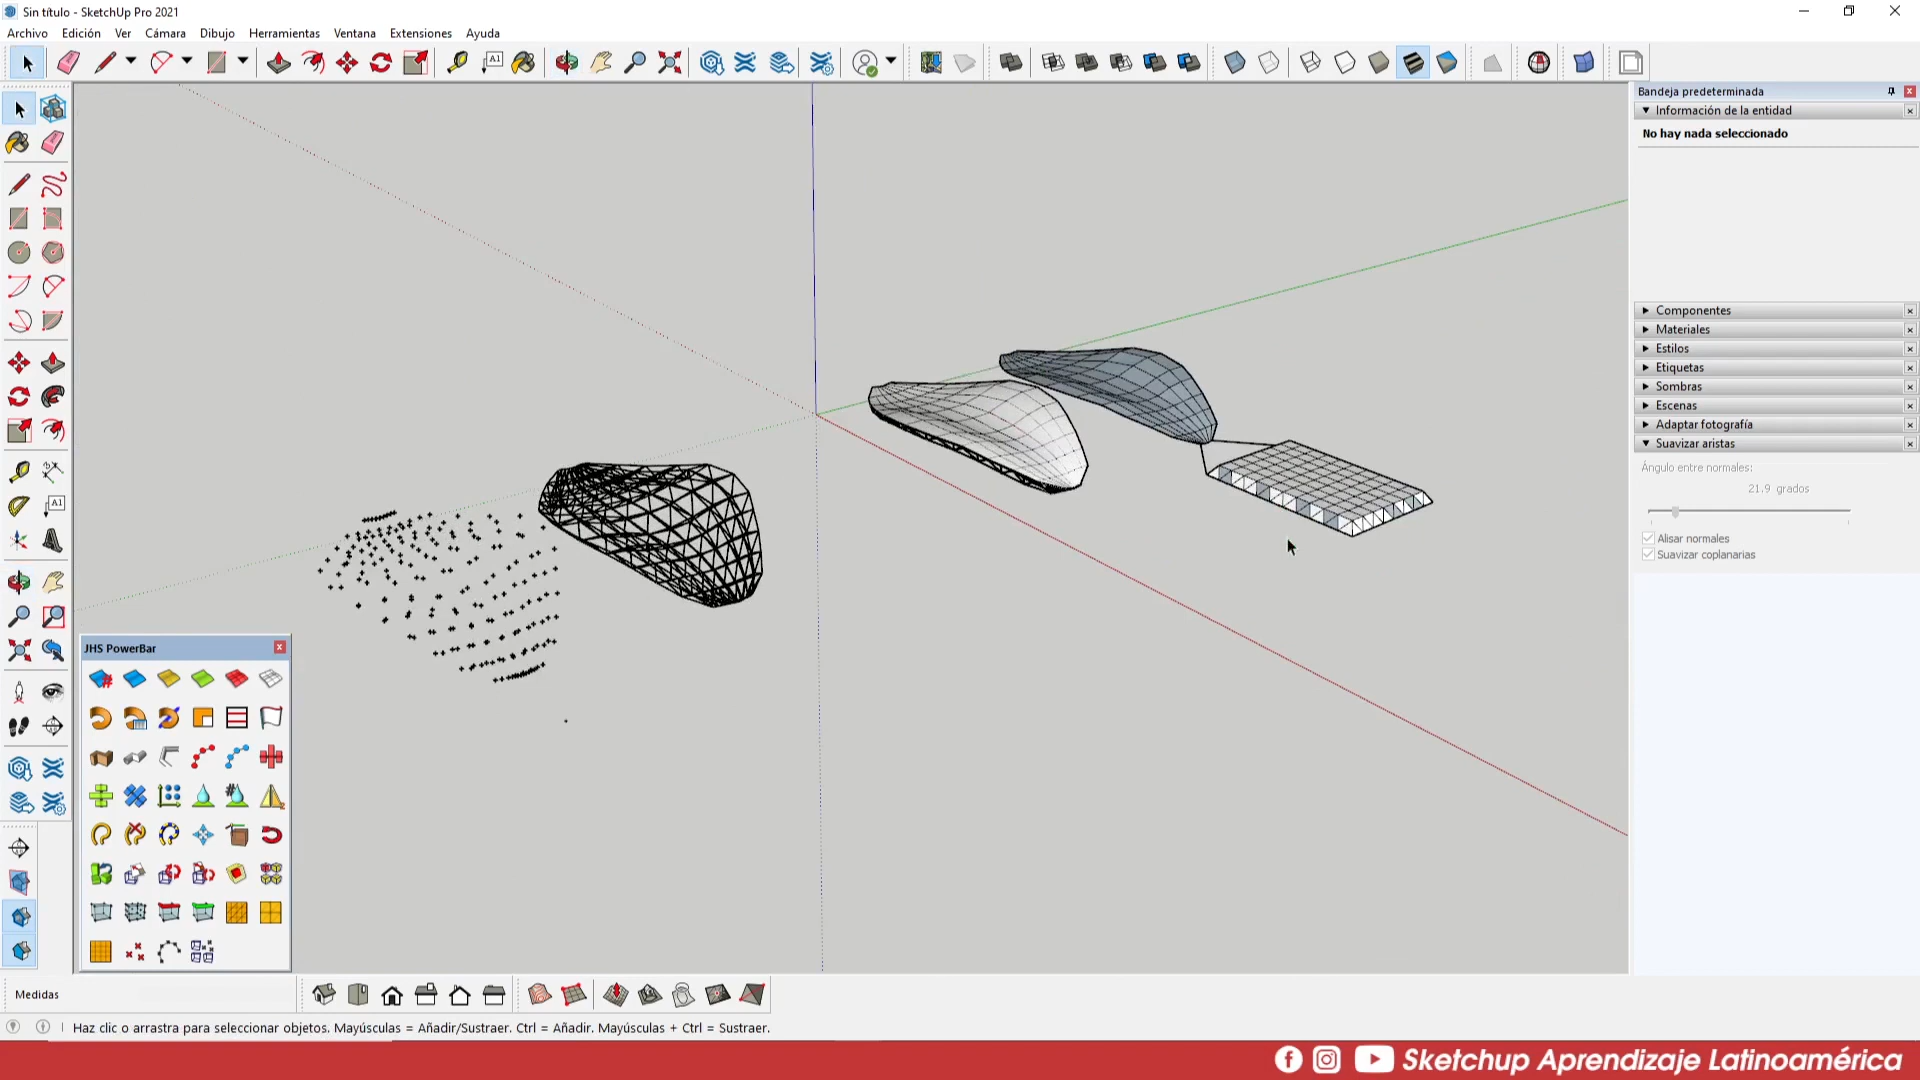 Sin título - SketchUp Pro 2021
Archivo Edición Ver Cámara Dibujo Herramientas Ventana Extensiones Ayuda
A1
Bandeja predeterminada
Información de la entidad
No hay nada seleccionado
A1
Componentes
Materiales
Estilos
Etiquetas
Sombras
Escenas
Adaptar fotografía
Suavizar aristas
Ángulo entre normales:
21.9 grados
Alisar normales
Suavizar coplanarias
JHS PowerBar
Medidas
Haz clic o arrastra para seleccionar objetos. Mayúsculas = Añadir/Sustraer. Ctrl = Añadir. Mayúsculas + Ctrl = Sustraer.
Sketchup Aprendizaje Latinoamérica